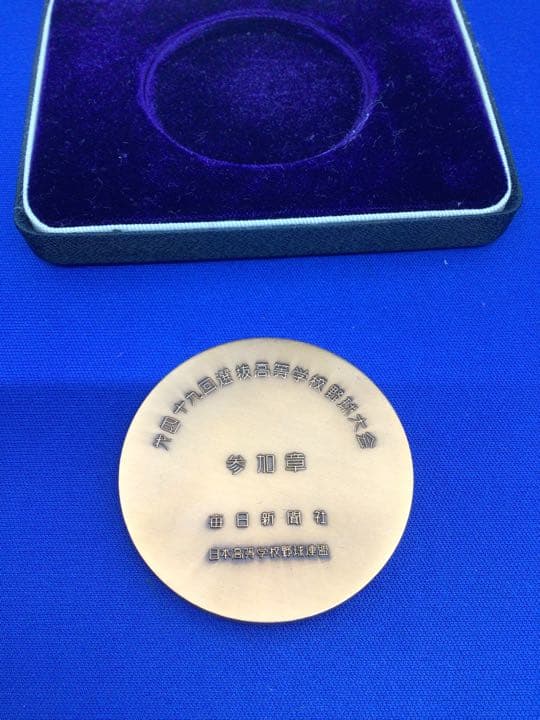 第四十九回選抜高等学校野球大会
参加章
毎日新聞社
日本高等学校野球連盟